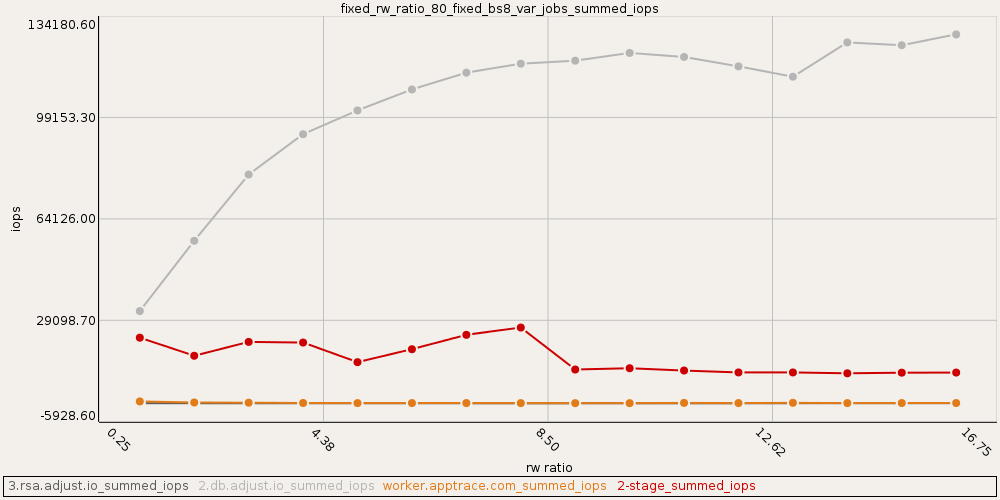 fixed_rw_ratio_80_fixed_bs8_var_jobs_summed_iops
134180.60
99153.30
64126.00
29098.70
-5928.60
iops
0.25
4.38
8.50
12.62
16.75
rw ratio
3.rsa.adjust.io_summed_iops 2.db.adjust.io_summed_iops worker.apptrace.com_summed_iops 2-stage_summed_iops